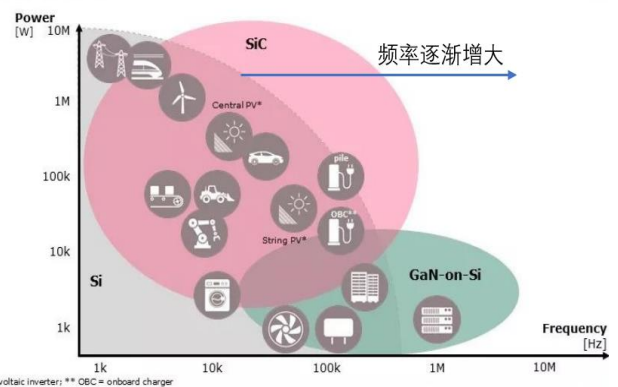 Power
[W]
10M
SiC
频率逐渐增大
1M
Central PV*
pile
100k
OBC**
String PV*
10k
Si
GaN-on-Si
1k
Frequency
[Hz]
1k
10k
100k
1M
10M
voltaic inverter; ** OBC = onboard charger